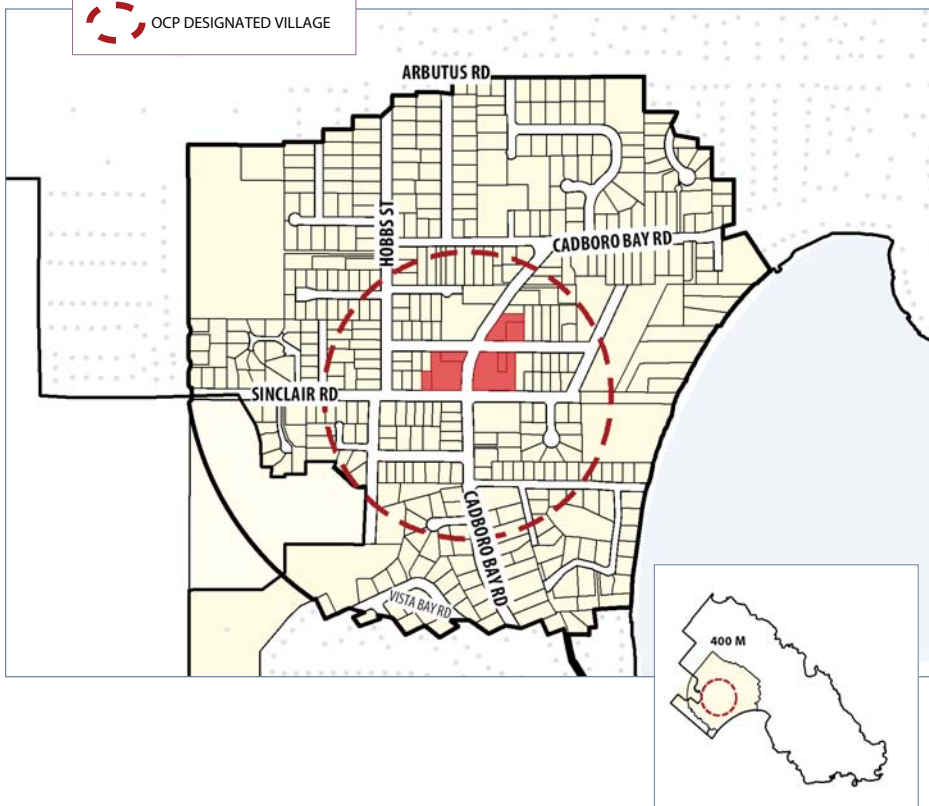 OCP DESIGNATED VILLAGE
ARBUTUS RD
HOBBS ST
CADBORO BAY RD
SINCLAIR RD
CADBORO BAY RD
VISTA BAY RD
400 M